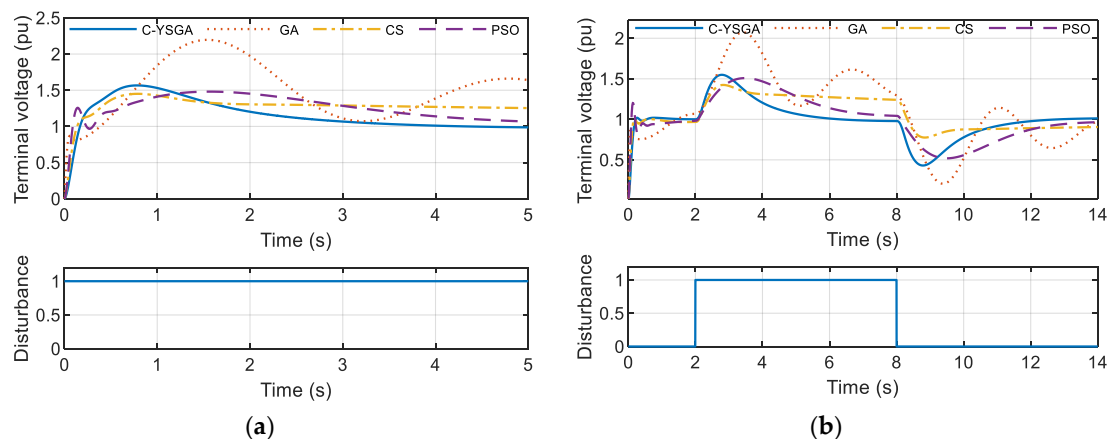 2.5
2
1.5
1
0.5
0
Terminal voltage (pu)
C-YSGA GA CS PSO
0 1 2 3 4 5
Time (s)
1
0.5
0
Disturbance
0 1 2 3 4 5
Time (s)
(a)
2
1.5
1
0.5
Terminal voltage (pu)
C-YSGA GA CS PSO
0 2 4 6 8 10 12 14
Time (s)
1
0.5
0
Disturbance
0 2 4 6 8 10 12 14
Time (s)
(b)